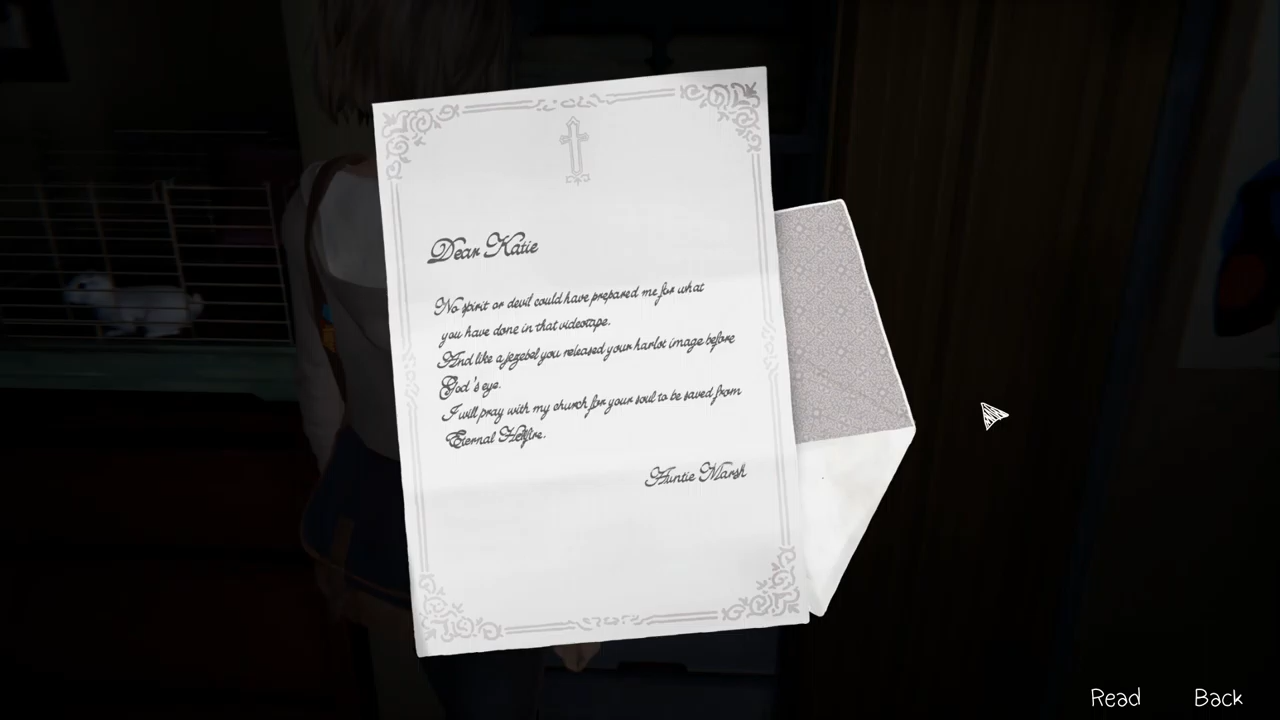 Dear Katie
No spirit or devil could have prepared me for what
you have done in that videotape.
And like a jezebel you released your harlot image before
God's eye.
I will pray with my church for your soul to be saved from
Eternal Hellfire.
Auntie Marsh
Read Back